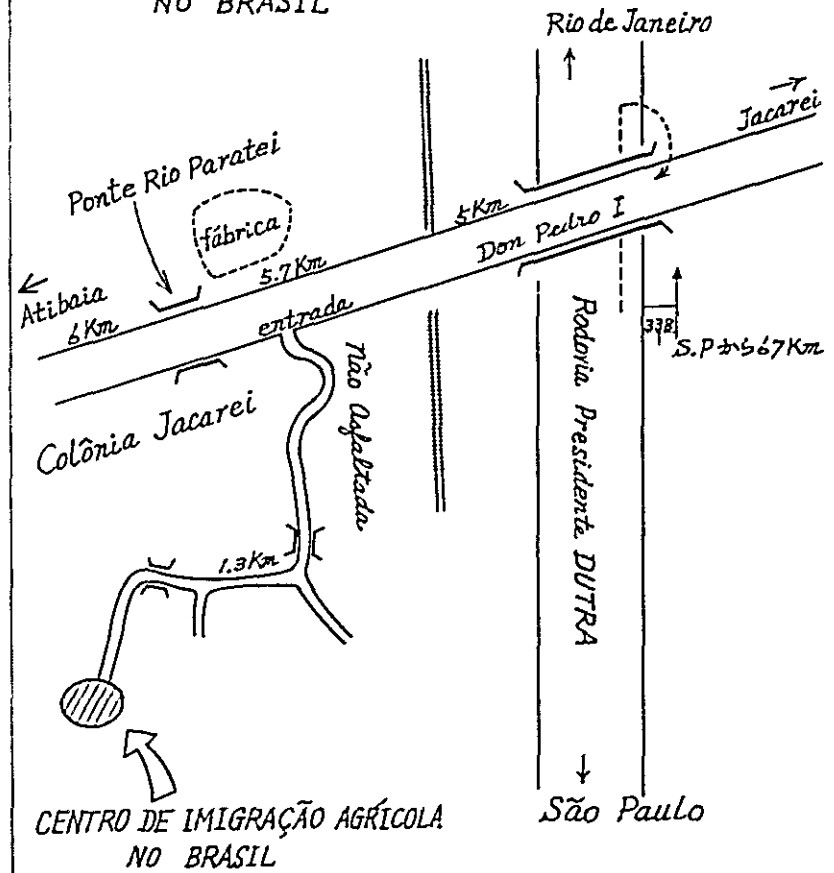 NO BRASIL
Rio de Janeiro
Jacarei
Ponte Rio Paratei
fábrica
5Km
Don Pedro I
5.7Km
Atibaia
6Km
entrada
338
S.Pから67Km
Não Asfaltada
Rodoria Presidente DUTRA
Colônia Jacarei
1.3Km
São Paulo
CENTRO DE IMIGRAÇÃO AGRÍCOLA
NO BRASIL